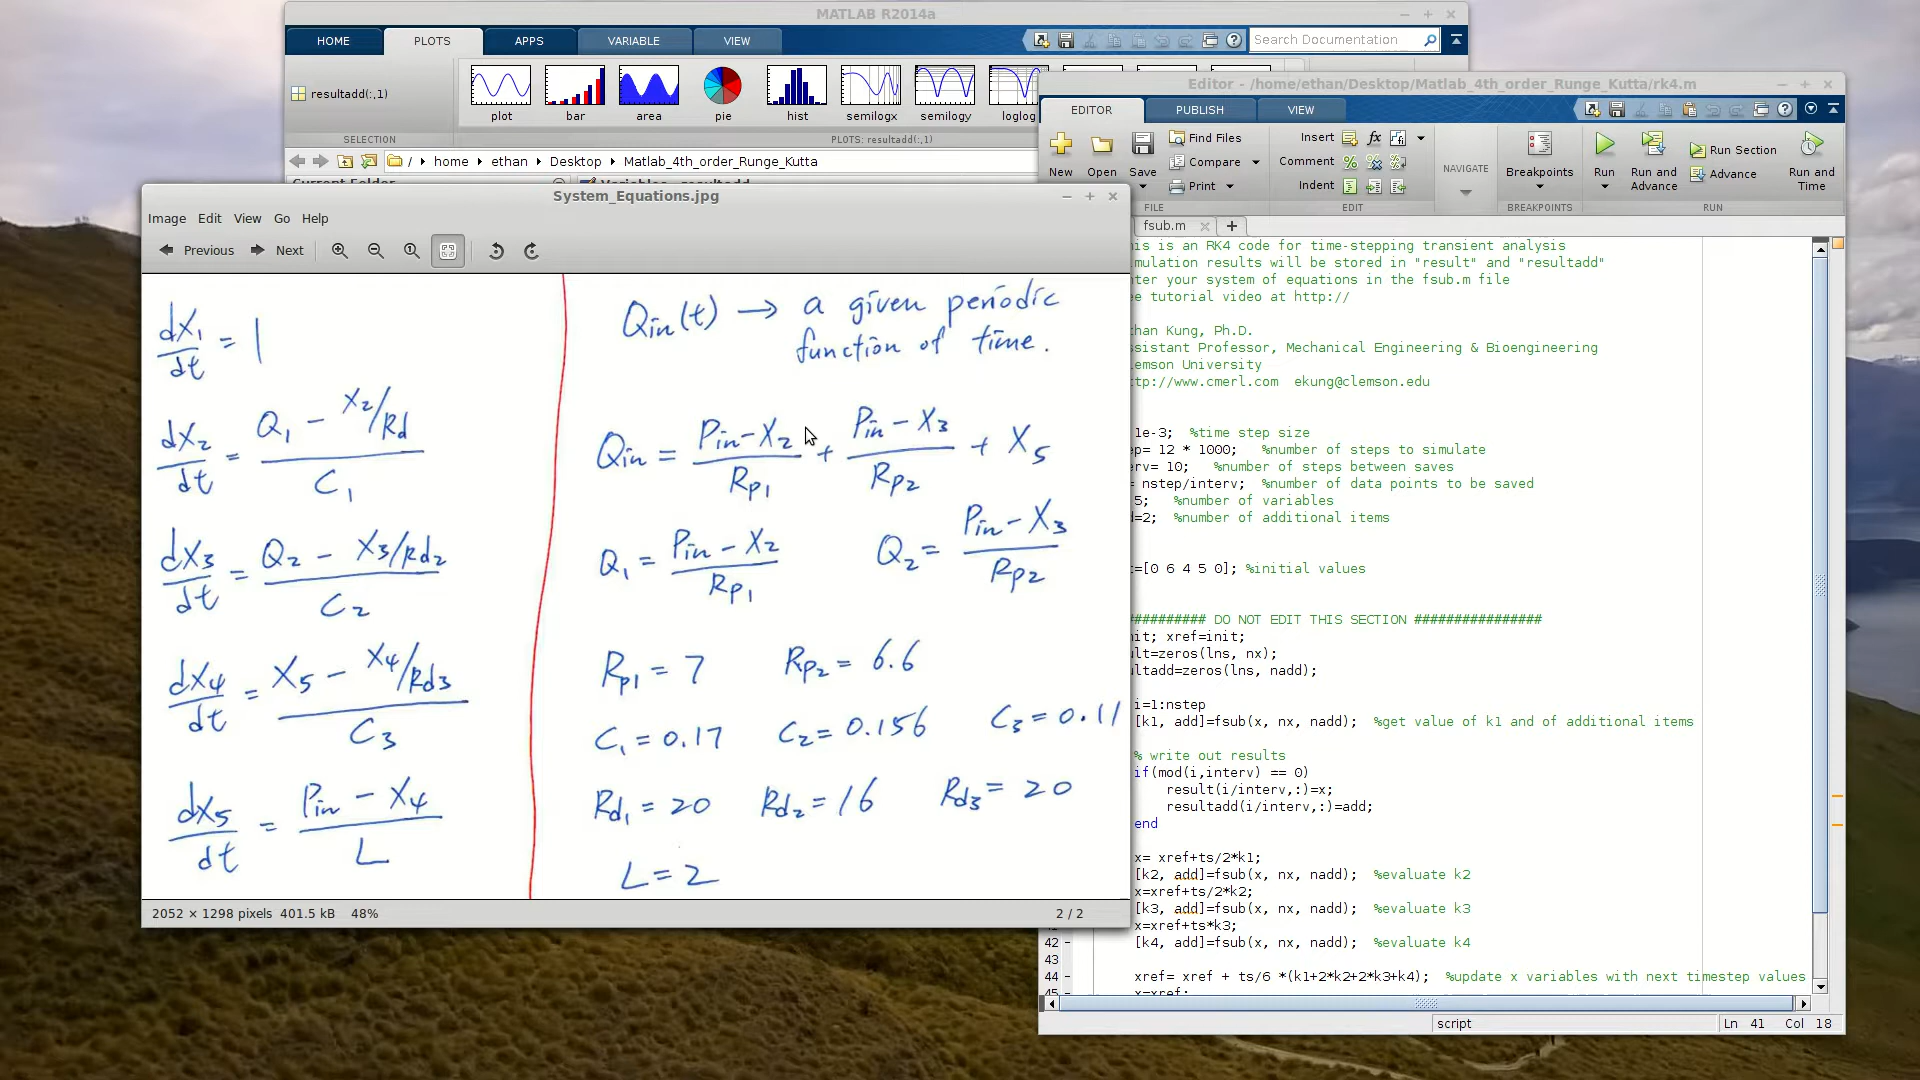 MATLAB R2014a
HOME PLOTS APPS VARIABLE VIEW
Search Documentation
resultadd(:,1)
plot bar area pie hist semilogx semilogy loglog
SELECTION PLOTS: resultadd(:,1)
/ home ethan Desktop Matlab_4th_order_Runge_Kutta
Current Folder
System_Equations.jpg
Image Edit View Go Help
Previous Next
dX₁/dt = 1
dX₂/dt = (Q₁ - X₂/Rd)/C₁
dX₃/dt = (Q₂ - X₃/Rd₂)/C₂
dX₄/dt = (X₅ - X₄/Rd₃)/C₃
dX₅/dt = (Pin - X₄)/L
Qin(t) → a given periodic
function of time.
Qin = (Pin-X₂)/Rp₁ + (Pin-X₃)/Rp₂ + X₅
Q₁ = (Pin-X₂)/Rp₁ Q₂ = (Pin-X₃)/Rp₂
Rp₁ = 7 Rp₂ = 6.6
C₁ = 0.17 C₂ = 0.156 C₃ = 0.11
Rd₁ = 20 Rd₂ = 16 Rd₃ = 20
L = 2
2052 × 1298 pixels 401.5 kB 48% 2 / 2
Editor - /home/ethan/Desktop/Matlab_4th_order_Runge_Kutta/rk4.m
EDITOR PUBLISH VIEW
New Open Save
Find Files
Compare
Print
Insert
Comment
Indent
NAVIGATE
Breakpoints
Run
Run and Advance
Run Section
Advance
Run and Time
FILE EDIT BREAKPOINTS RUN
fsub.m
is is an RK4 code for time-stepping transient analysis
mulation results will be stored in "result" and "resultadd"
ter your system of equations in the fsub.m file
e tutorial video at http://
han Kung, Ph.D.
sistant Professor, Mechanical Engineering & Bioengineering
emson University
tp://www.cmerl.com ekung@clemson.edu
1e-3; %time step size
ep= 12 * 1000; %number of steps to simulate
erv= 10; %number of steps between saves
= nstep/interv; %number of data points to be saved
5; %number of variables
d=2; %number of additional items
t=[0 6 4 5 0]; %initial values
########## DO NOT EDIT THIS SECTION ################
nit; xref=init;
ult=zeros(lns, nx);
ultadd=zeros(lns, nadd);
i=1:nstep
[k1, add]=fsub(x, nx, nadd); %get value of k1 and of additional items
% write out results
if(mod(i,interv) == 0)
result(i/interv,:)=x;
resultadd(i/interv,:)=add;
end
x= xref+ts/2*k1;
[k2, add]=fsub(x, nx, nadd); %evaluate k2
x=xref+ts/2*k2;
[k3, add]=fsub(x, nx, nadd); %evaluate k3
x=xref+ts*k3;
42 - [k4, add]=fsub(x, nx, nadd); %evaluate k4
43
44 - xref= xref + ts/6 *(k1+2*k2+2*k3+k4); %update x variables with next timestep values
45 - x=xref;
script Ln 41 Col 18